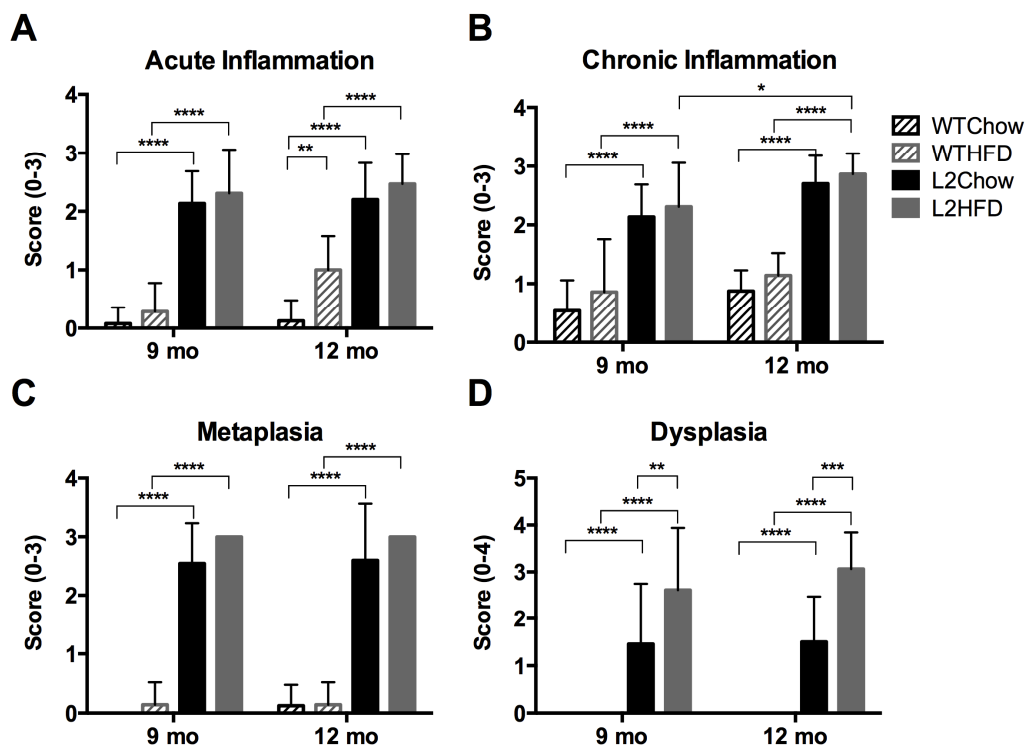 A
Acute Inflammation
Score (0-3)
4
3
2
1
0
****
****
****
****
**
9 mo
12 mo
B
Chronic Inflammation
Score (0-3)
4
3
2
1
0
*
****
****
****
****
9 mo
12 mo
WTChow
WTHFD
L2Chow
L2HFD
C
Metaplasia
Score (0-3)
4
3
2
1
0
****
****
****
****
9 mo
12 mo
D
Dysplasia
Score (0-4)
5
4
3
2
1
0
**
****
****
***
****
****
9 mo
12 mo